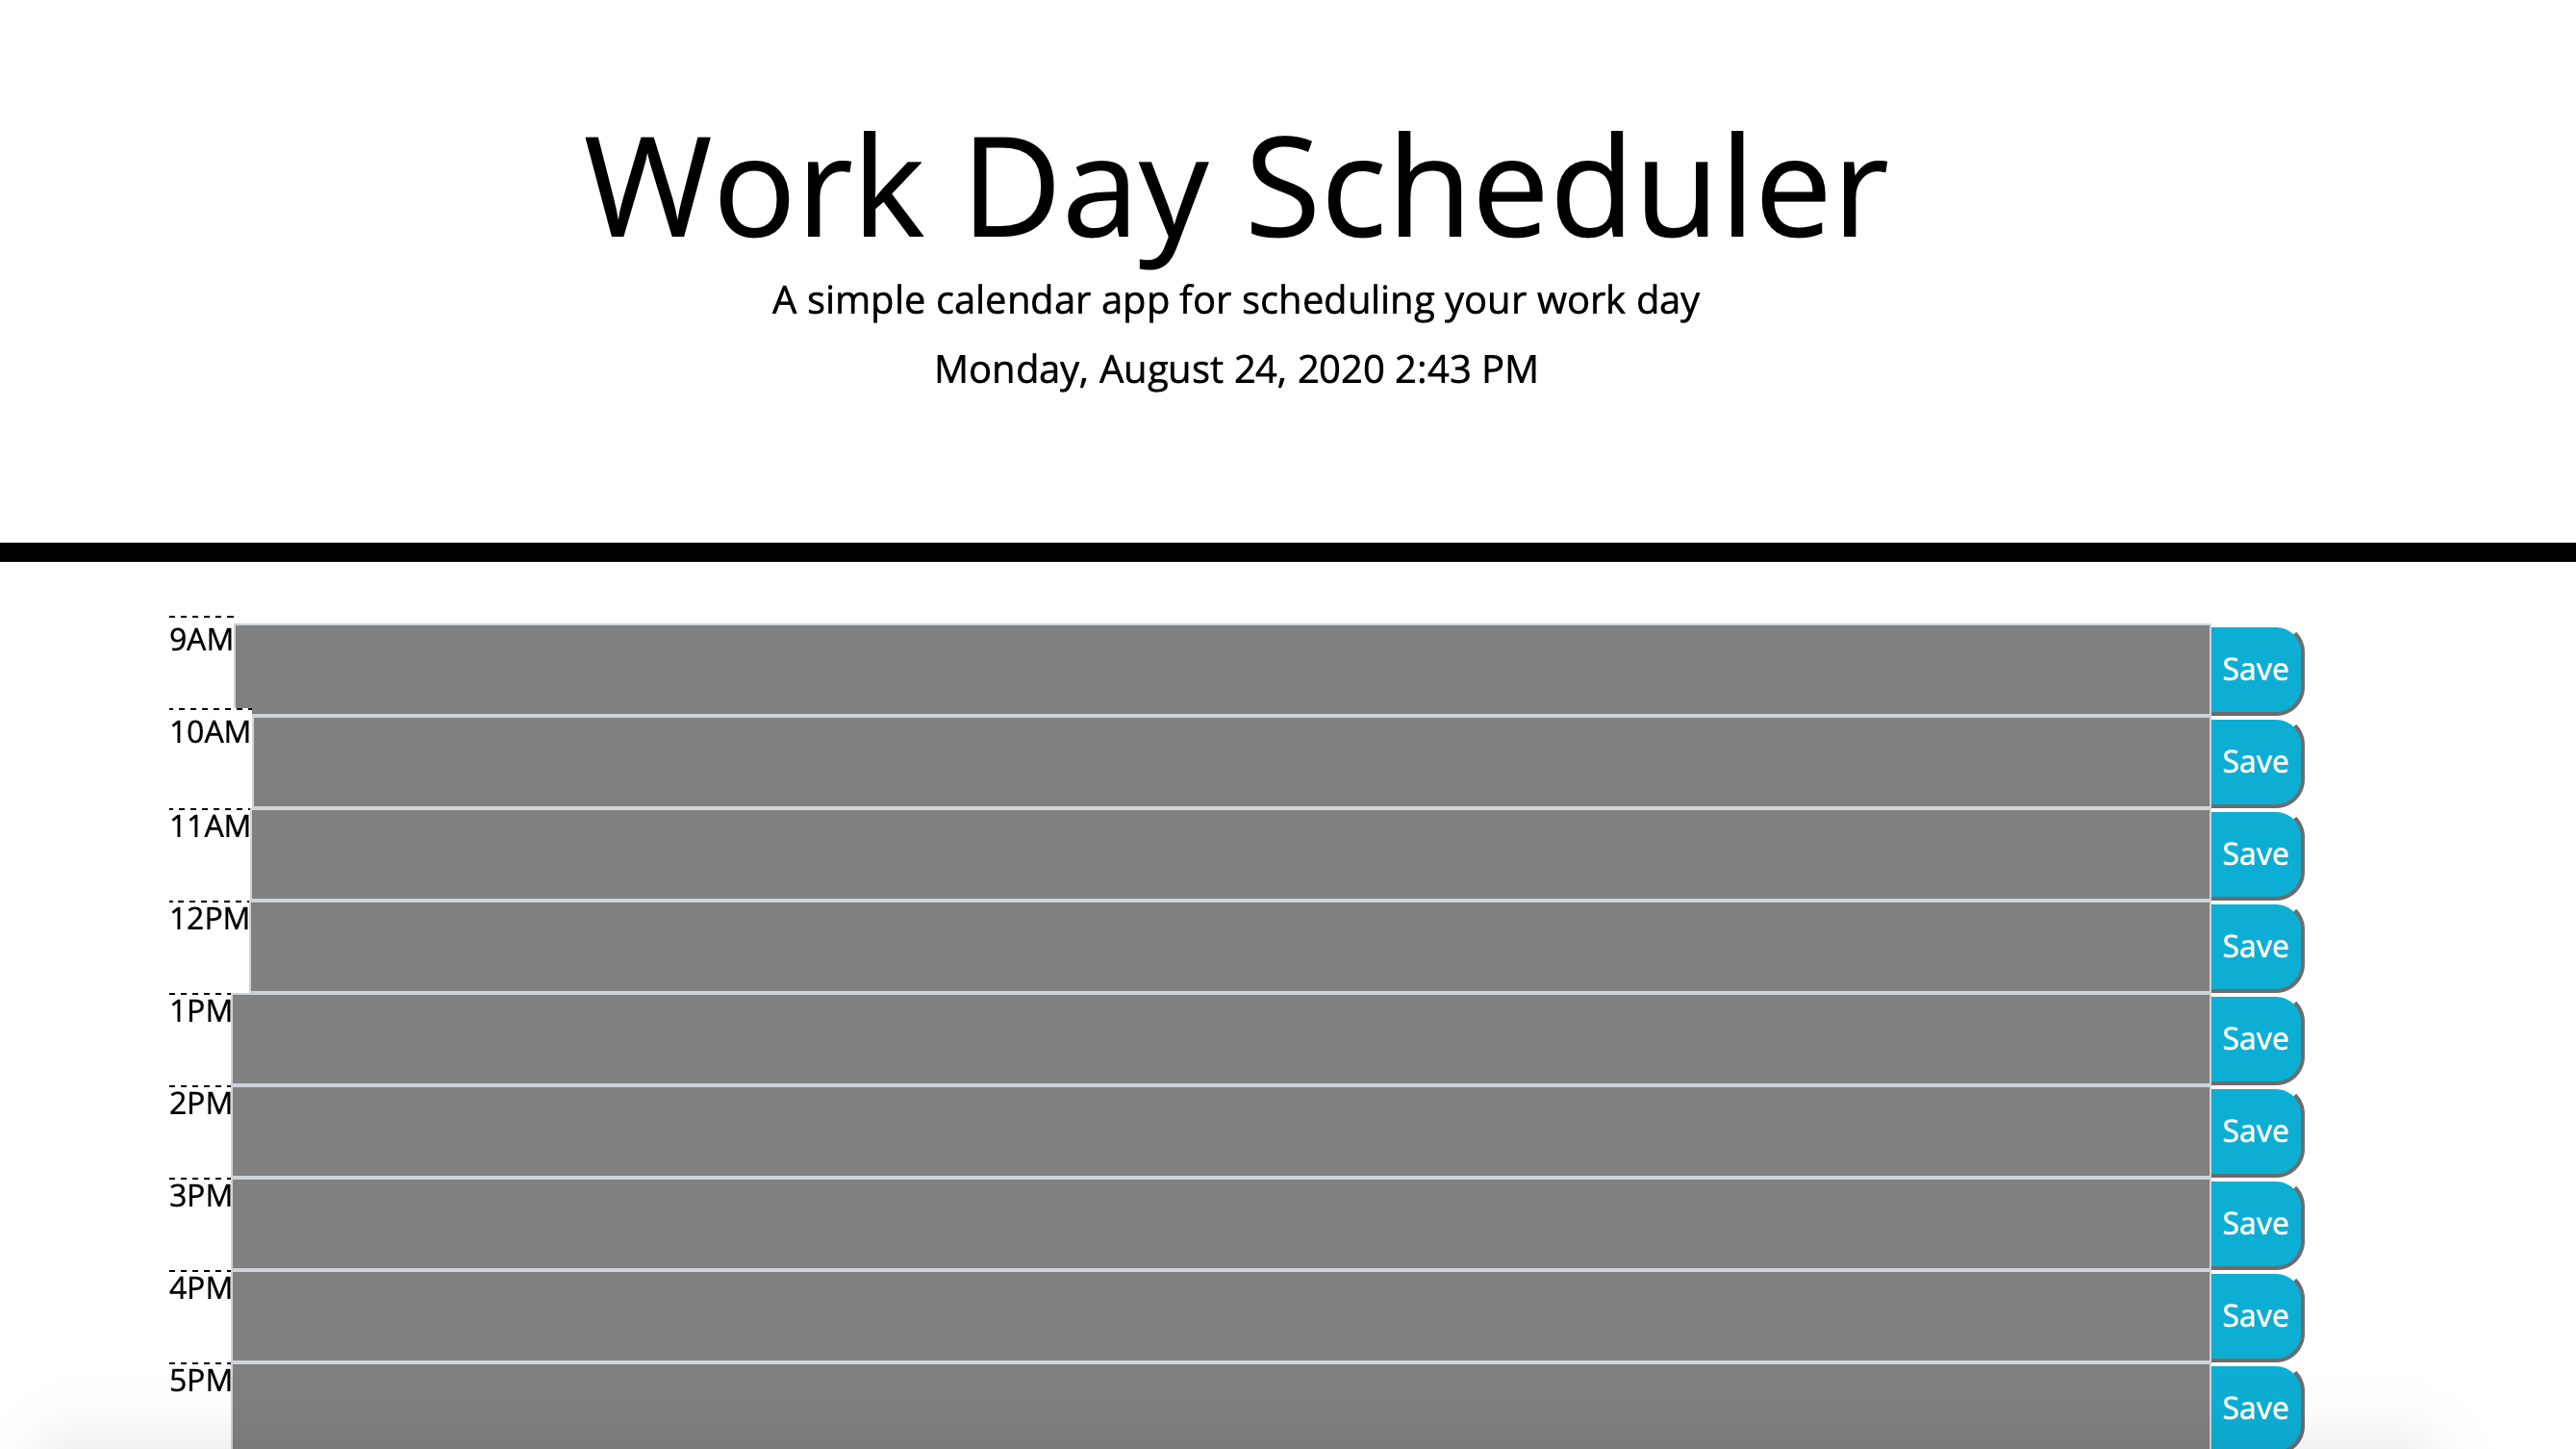 Work Day Scheduler
A simple calendar app for scheduling your work day
Monday, August 24, 2020 2:43 PM
9AM
Save
10AM
Save
11AM
Save
12PM
Save
1PM
Save
2PM
Save
3PM
Save
4PM
Save
5PM
Save